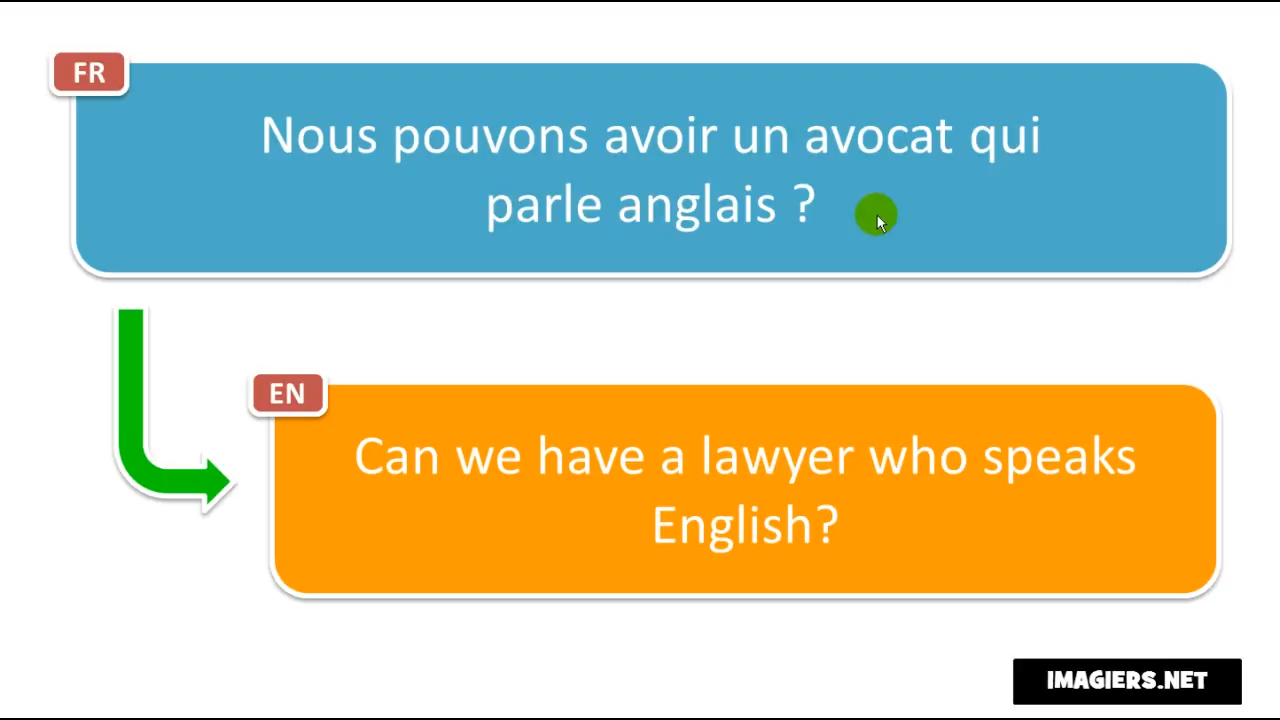 FR
Nous pouvons avoir un avocat qui
parle anglais ?
EN
Can we have a lawyer who speaks
English?
IMAGIERS.NET